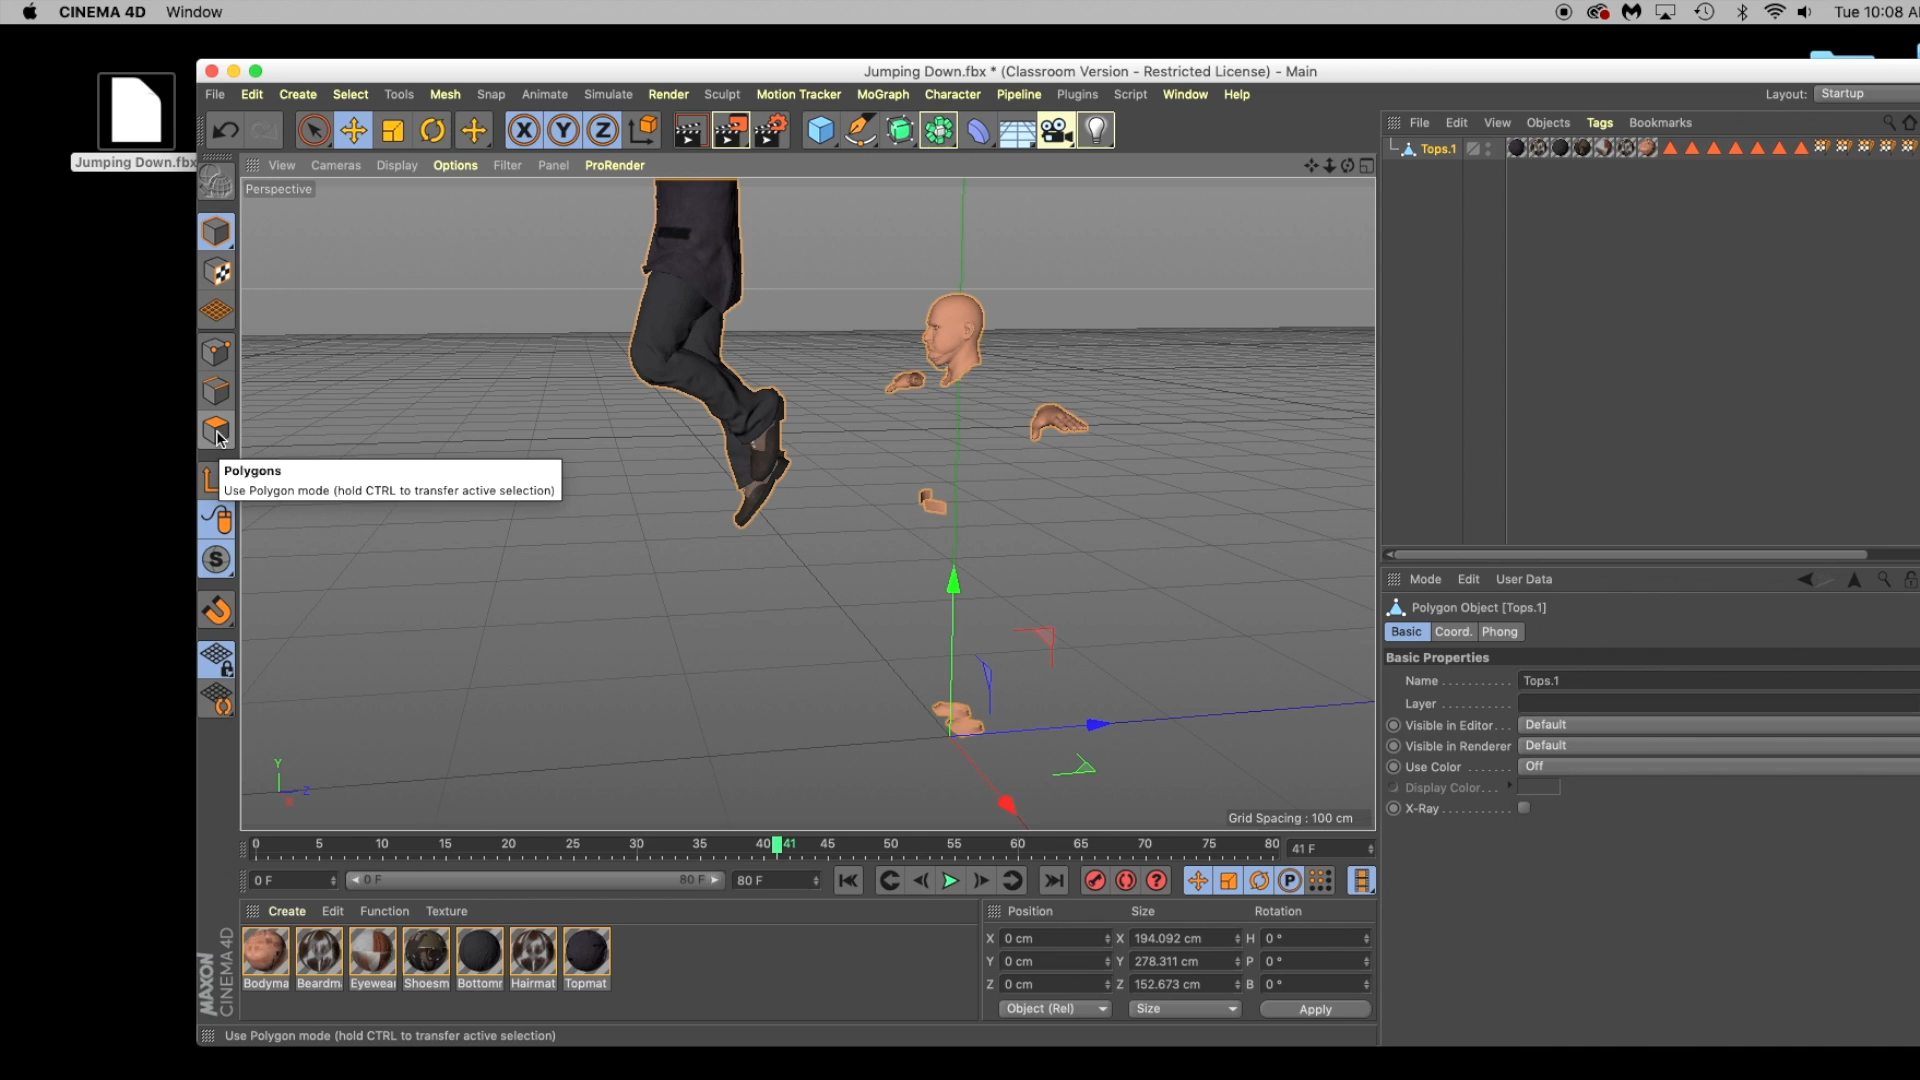 CINEMA 4D Window
Tue 10:08 A
Jumping Down.fbx * (Classroom Version - Restricted License) - Main
File Edit Create Select Tools Mesh Snap Animate Simulate Render Sculpt Motion Tracker MoGraph Character Pipeline Plugins Script Window Help
Layout: Startup
Jumping Down.fbx
X Y Z
File Edit View Objects Tags Bookmarks
Tops.1
View Cameras Display Options Filter Panel ProRender
Perspective
Polygons
Use Polygon mode (hold CTRL to transfer active selection)
S
Y
Z
X
Grid Spacing : 100 cm
Mode Edit User Data
Polygon Object [Tops.1]
Basic Coord. Phong
Basic Properties
Name Tops.1
Layer
Visible in Editor Default
Visible in Renderer Default
Use Color Off
Display Color
X-Ray
0 5 10 15 20 25 30 35 40 41 45 50 55 60 65 70 75 80 41 F
0 F 0 F 80 F 80 F
P
Create Edit Function Texture
Bodyma Beardm Eyewear Shoesm Bottomr Hairmat Topmat
Position Size Rotation
X 0 cm X 194.092 cm H 0 °
Y 0 cm Y 278.311 cm P 0 °
Z 0 cm Z 152.673 cm B 0 °
Object (Rel) Size Apply
MAXON
CINEMA 4D
Use Polygon mode (hold CTRL to transfer active selection)